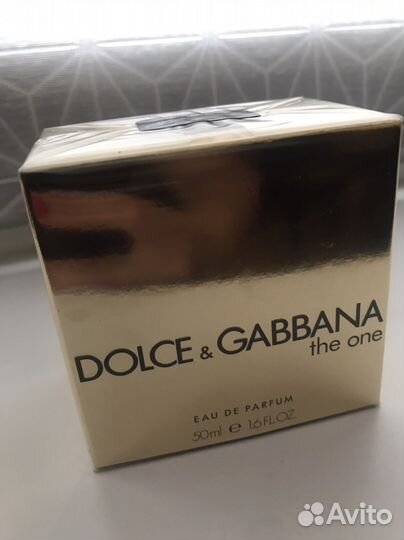 DOLCE & GABBANA
the one
EAU DE PARFUM
50ml e 1.6 FL.OZ.
Avito